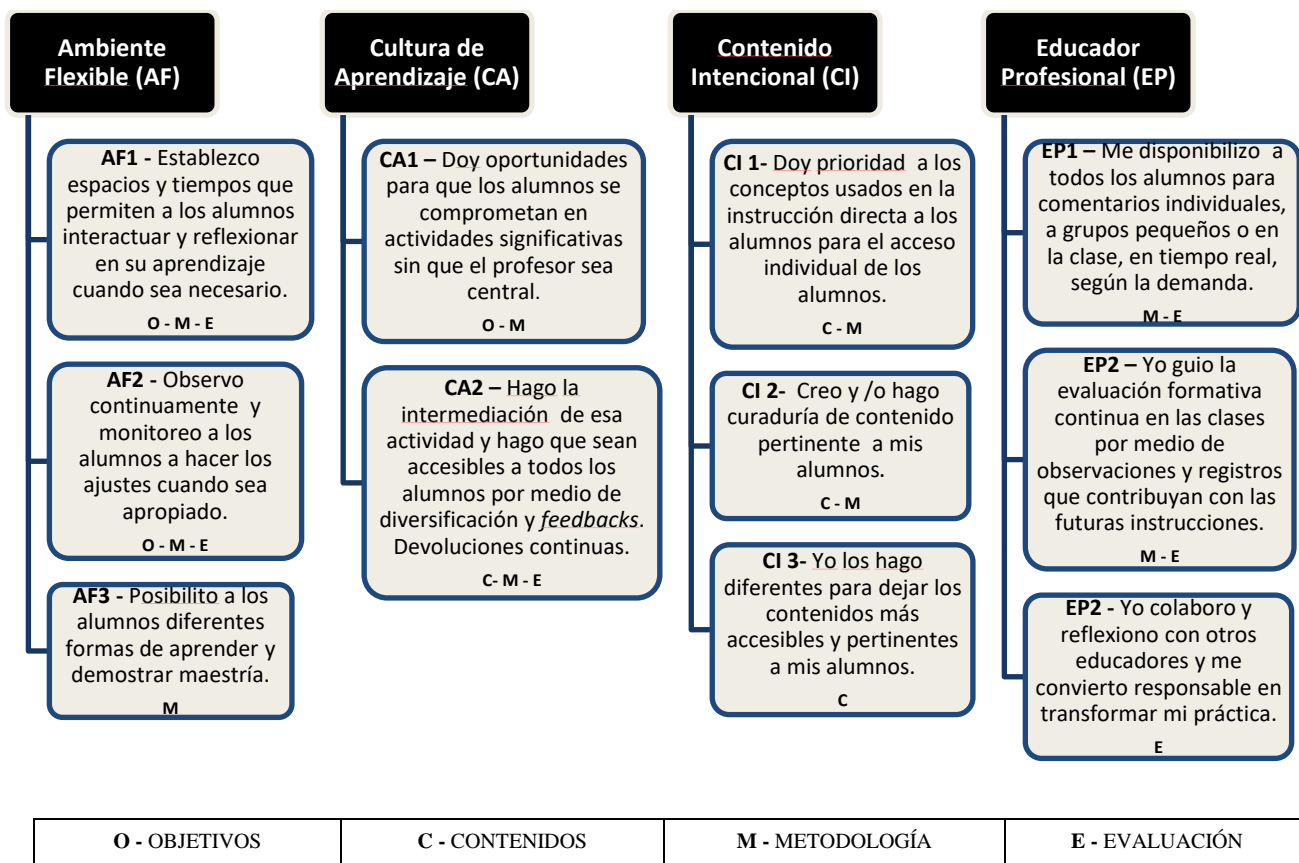 Ambiente
Flexible (AF)
AF1 - Establezco
espacios y tiempos que
permiten a los alumnos
interactuar y reflexionar
en su aprendizaje
cuando sea necesario.
O - M - E
AF2 - Observo
continuamente y
monitoreo a los
alumnos a hacer los
ajustes cuando sea
apropiado.
O - M - E
AF3 - Posibilito a los
alumnos diferentes
formas de aprender y
demostrar maestría.
M
Cultura de
Aprendizaje (CA)
CA1 – Doy oportunidades
para que los alumnos se
comprometan en
actividades significativas
sin que el profesor sea
central.
O - M
CA2 – Hago la
intermediación de esa
actividad y hago que sean
accesibles a todos los
alumnos por medio de
diversificación y feedbacks.
Devoluciones continuas.
C- M - E
Contenido
Intencional (CI)
CI 1- Doy prioridad a los
conceptos usados en la
instrucción directa a los
alumnos para el acceso
individual de los
alumnos.
C - M
CI 2- Creo y /o hago
curaduría de contenido
pertinente a mis
alumnos.
C - M
CI 3- Yo los hago
diferentes para dejar los
contenidos más
accesibles y pertinentes
a mis alumnos.
C
Educador
Profesional (EP)
EP1 – Me disponibilizo a
todos los alumnos para
comentarios individuales,
a grupos pequeños o en
la clase, en tiempo real,
según la demanda.
M - E
EP2 – Yo guio la
evaluación formativa
continua en las clases
por medio de
observaciones y registros
que contribuyan con las
futuras instrucciones.
M - E
EP2 - Yo colaboro y
reflexiono con otros
educadores y me
convierto responsable en
transformar mi práctica.
E
O - OBJETIVOS
C - CONTENIDOS
M - METODOLOGÍA
E - EVALUACIÓN